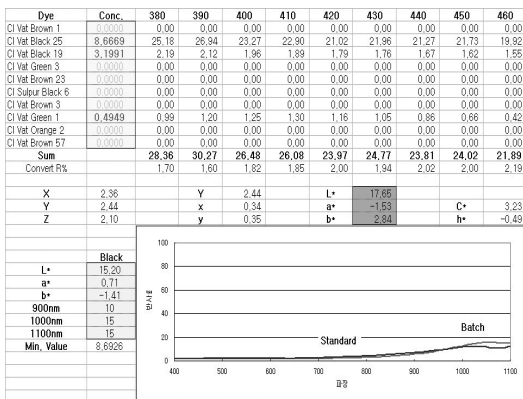 Dye Conc. 380 390 400 410 420 430 440 450 460
CI Vat Brown 1 0,0000 0,00 0,00 0,00 0,00 0,00 0,00 0,00 0,00 0,00
CI Vat Black 25 8,6669 25,18 26,94 23,27 22,90 21,02 21,96 21,27 21,73 19,92
CI Vat Black 19 3,1991 2,19 2,12 1,96 1,89 1,79 1,76 1,67 1,62 1,55
CI Vat Green 3 0,0000 0,00 0,00 0,00 0,00 0,00 0,00 0,00 0,00 0,00
CI Vat Brown 23 0,0000 0,00 0,00 0,00 0,00 0,00 0,00 0,00 0,00 0,00
CI Sulpur Black 6 0,0000 0,00 0,00 0,00 0,00 0,00 0,00 0,00 0,00 0,00
CI Vat Brown 3 0,0000 0,00 0,00 0,00 0,00 0,00 0,00 0,00 0,00 0,00
CI Vat Green 1 0,4949 0,99 1,20 1,25 1,30 1,16 1,05 0,86 0,66 0,42
CI Vat Orange 2 0,0000 0,00 0,00 0,00 0,00 0,00 0,00 0,00 0,00 0,00
CI Vat Brown 57 0,0000 0,00 0,00 0,00 0,00 0,00 0,00 0,00 0,00 0,00
Sum 28,36 30,27 26,48 26,08 23,97 24,77 23,81 24,02 21,89
Convert R% 1,70 1,60 1,82 1,85 2,00 1,94 2,02 2,00 2,19
X 2,36 Y 2,44 L* 17,65
Y 2,44 x 0,34 a* -1,53 C* 3,23
Z 2,10 y 0,35 b* 2,84 h* -0,49
Black
L* 15,20
a* 0,71
b* -1,41
900nm 10
1000nm 15
1100nm 15
Min, Value 8,6926
100
80
60
40
20
0
반사율
Standard
Batch
400 500 600 700 800 900 1000 1100
파장